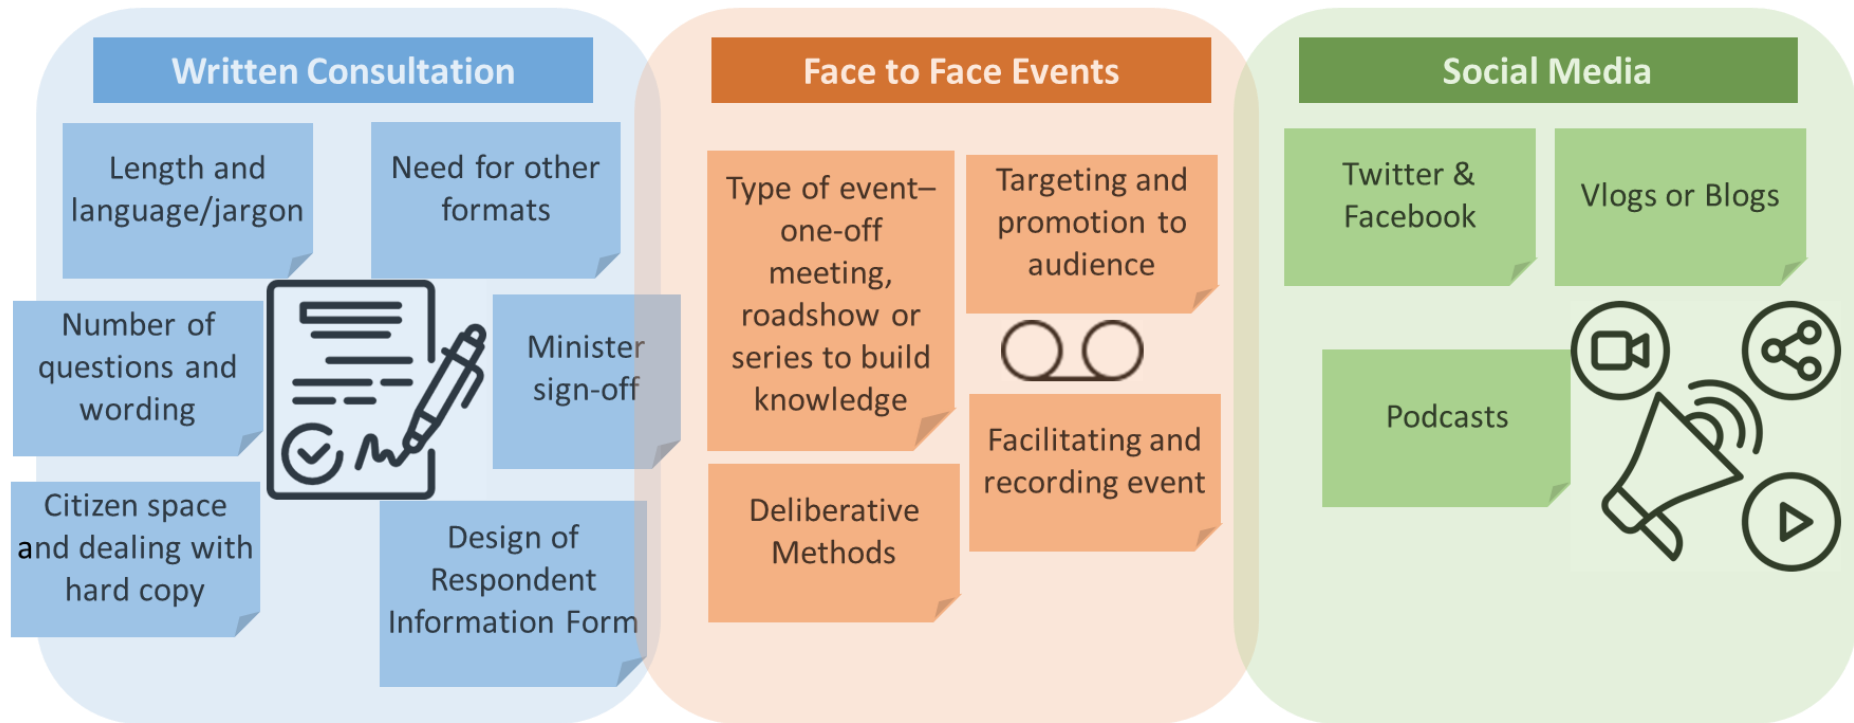 Written Consultation
Length and
language/jargon
Need for other
formats
Number of
questions and
wording
Minister
sign-off
Citizen space
and dealing with
hard copy
Design of
Respondent
Information Form
Face to Face Events
Type of event–
one-off
meeting,
roadshow or
series to build
knowledge
Targeting and
promotion to
audience
Facilitating and
recording event
Deliberative
Methods
Social Media
Twitter &
Facebook
Vlogs or Blogs
Podcasts